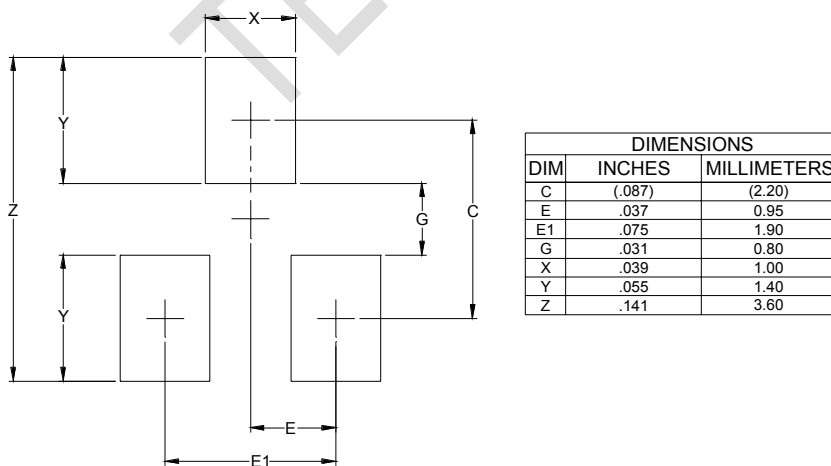 X
Y
Z
G
C
Y
E
E1
DIMENSIONS
DIM INCHES MILLIMETERS
C (.087) (2.20)
E .037 0.95
E1 .075 1.90
G .031 0.80
X .039 1.00
Y .055 1.40
Z .141 3.60